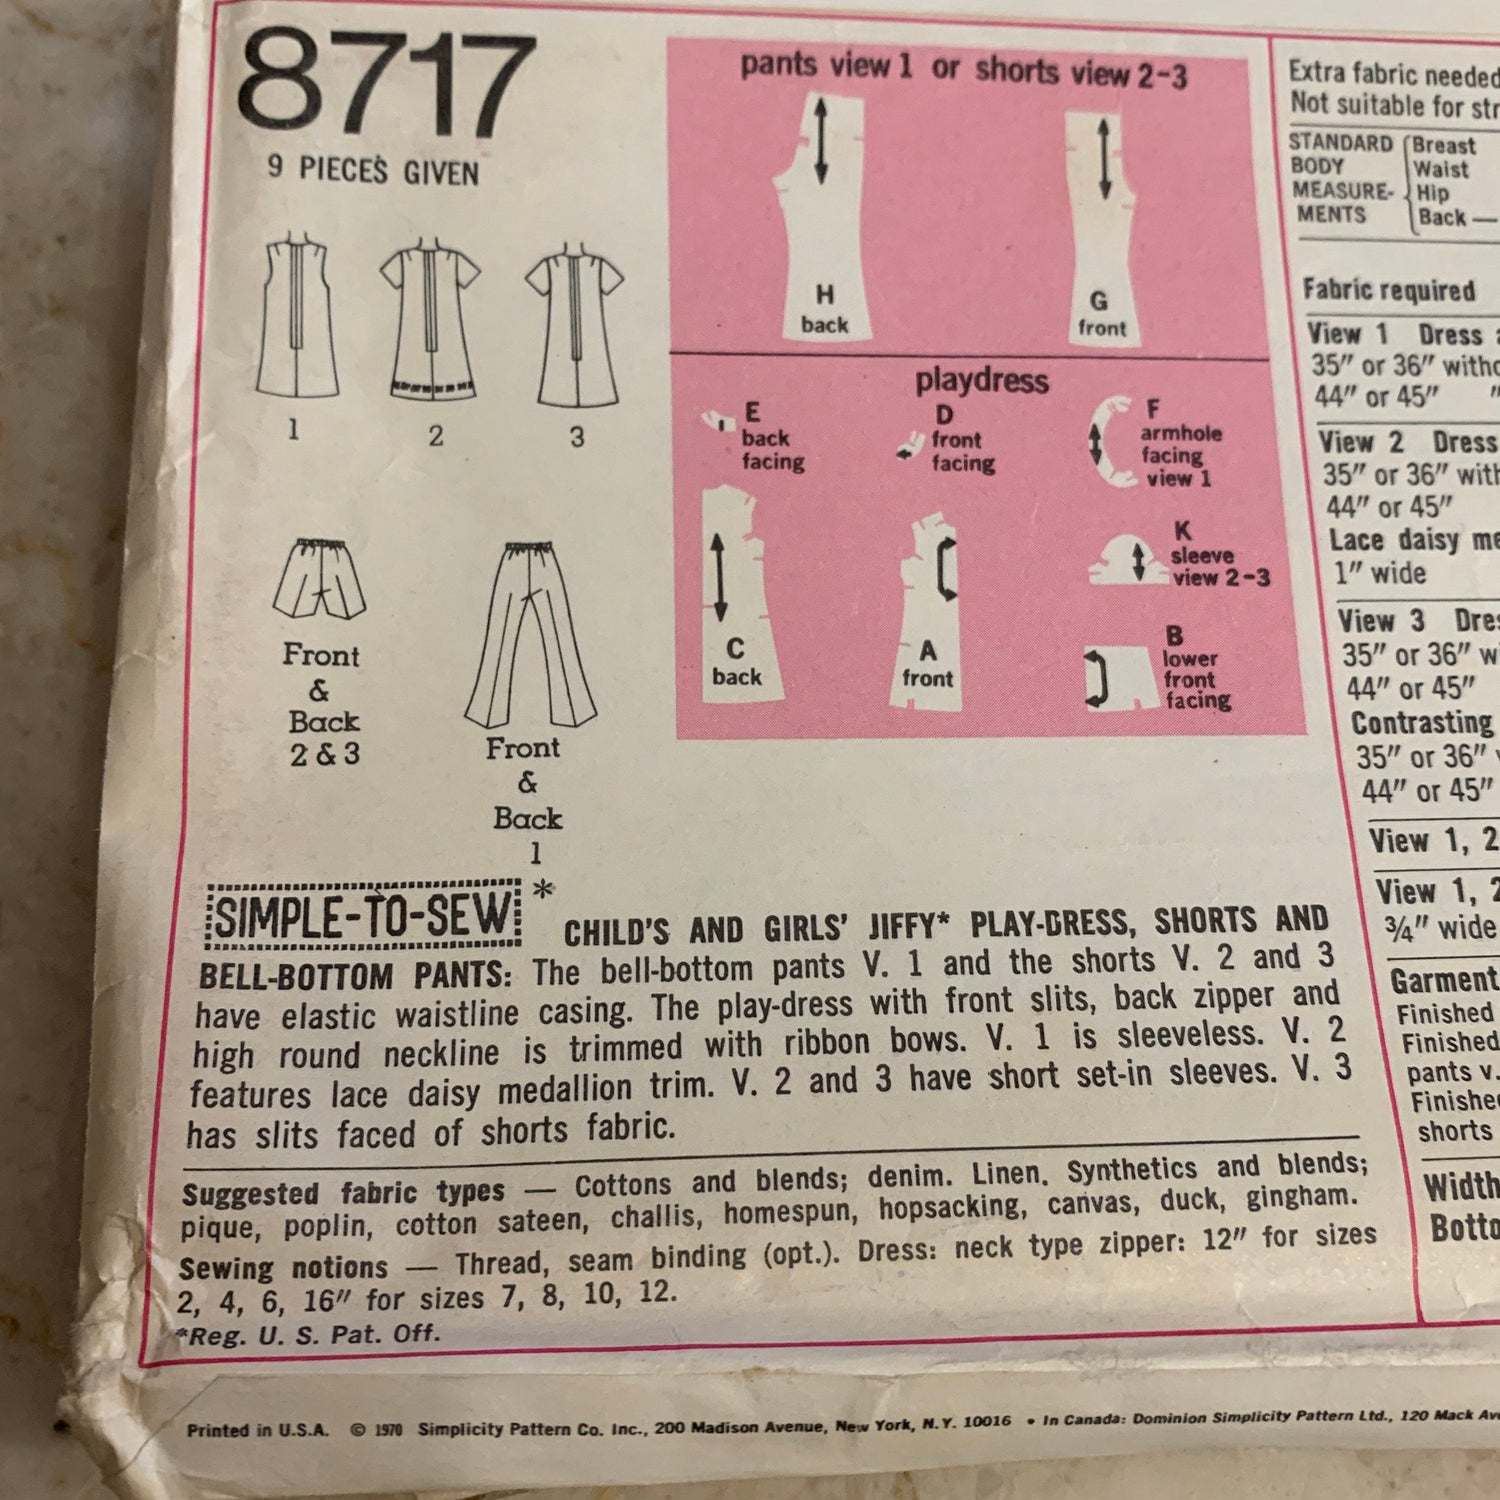 8717
9 PIECES GIVEN
1
2
3
Front
&
Back
2 & 3
Front
&
Back
1
pants view 1 or shorts view 2-3
H
back
G
front
playdress
E
back
facing
D
front
facing
F
armhole
facing
view 1
C
back
A
front
K
sleeve
view 2-3
B
lower
front
facing
SIMPLE-TO-SEW* CHILD'S AND GIRLS' JIFFY* PLAY-DRESS, SHORTS AND
BELL-BOTTOM PANTS: The bell-bottom pants V. 1 and the shorts V. 2 and 3
have elastic waistline casing. The play-dress with front slits, back zipper and
high round neckline is trimmed with ribbon bows. V. 1 is sleeveless. V. 2
features lace daisy medallion trim. V. 2 and 3 have short set-in sleeves. V. 3
has slits faced of shorts fabric.
Suggested fabric types — Cottons and blends; denim. Linen. Synthetics and blends;
pique, poplin, cotton sateen, challis, homespun, hopsacking, canvas, duck, gingham.
Sewing notions — Thread, seam binding (opt.). Dress: neck type zipper: 12" for sizes
2, 4, 6, 16" for sizes 7, 8, 10, 12.
*Reg. U. S. Pat. Off.
Extra fabric needed
Not suitable for
STANDARD
BODY
MEASURE-
MENTS
Breast
Waist
Hip
Back —
Fabric required
View 1 Dress
35" or 36"
44" or 45" "
View 2 Dress
35" or 36" with
44" or 45"
Lace daisy
1" wide
View 3
35" or 36"
44" or 45"
Contrasting
35" or 36"
44" or 45"
View 1, 2
View 1, 2
3/4" wide
Garment
Finished
Finished
pants v.
Finished
shorts
Width
Printed in U.S.A. © 1970 Simplicity Pattern Co. Inc., 200 Madison Avenue, New York, N.Y. 10016 • In Canada: Dominion Simplicity Pattern Ltd., 120 Mack